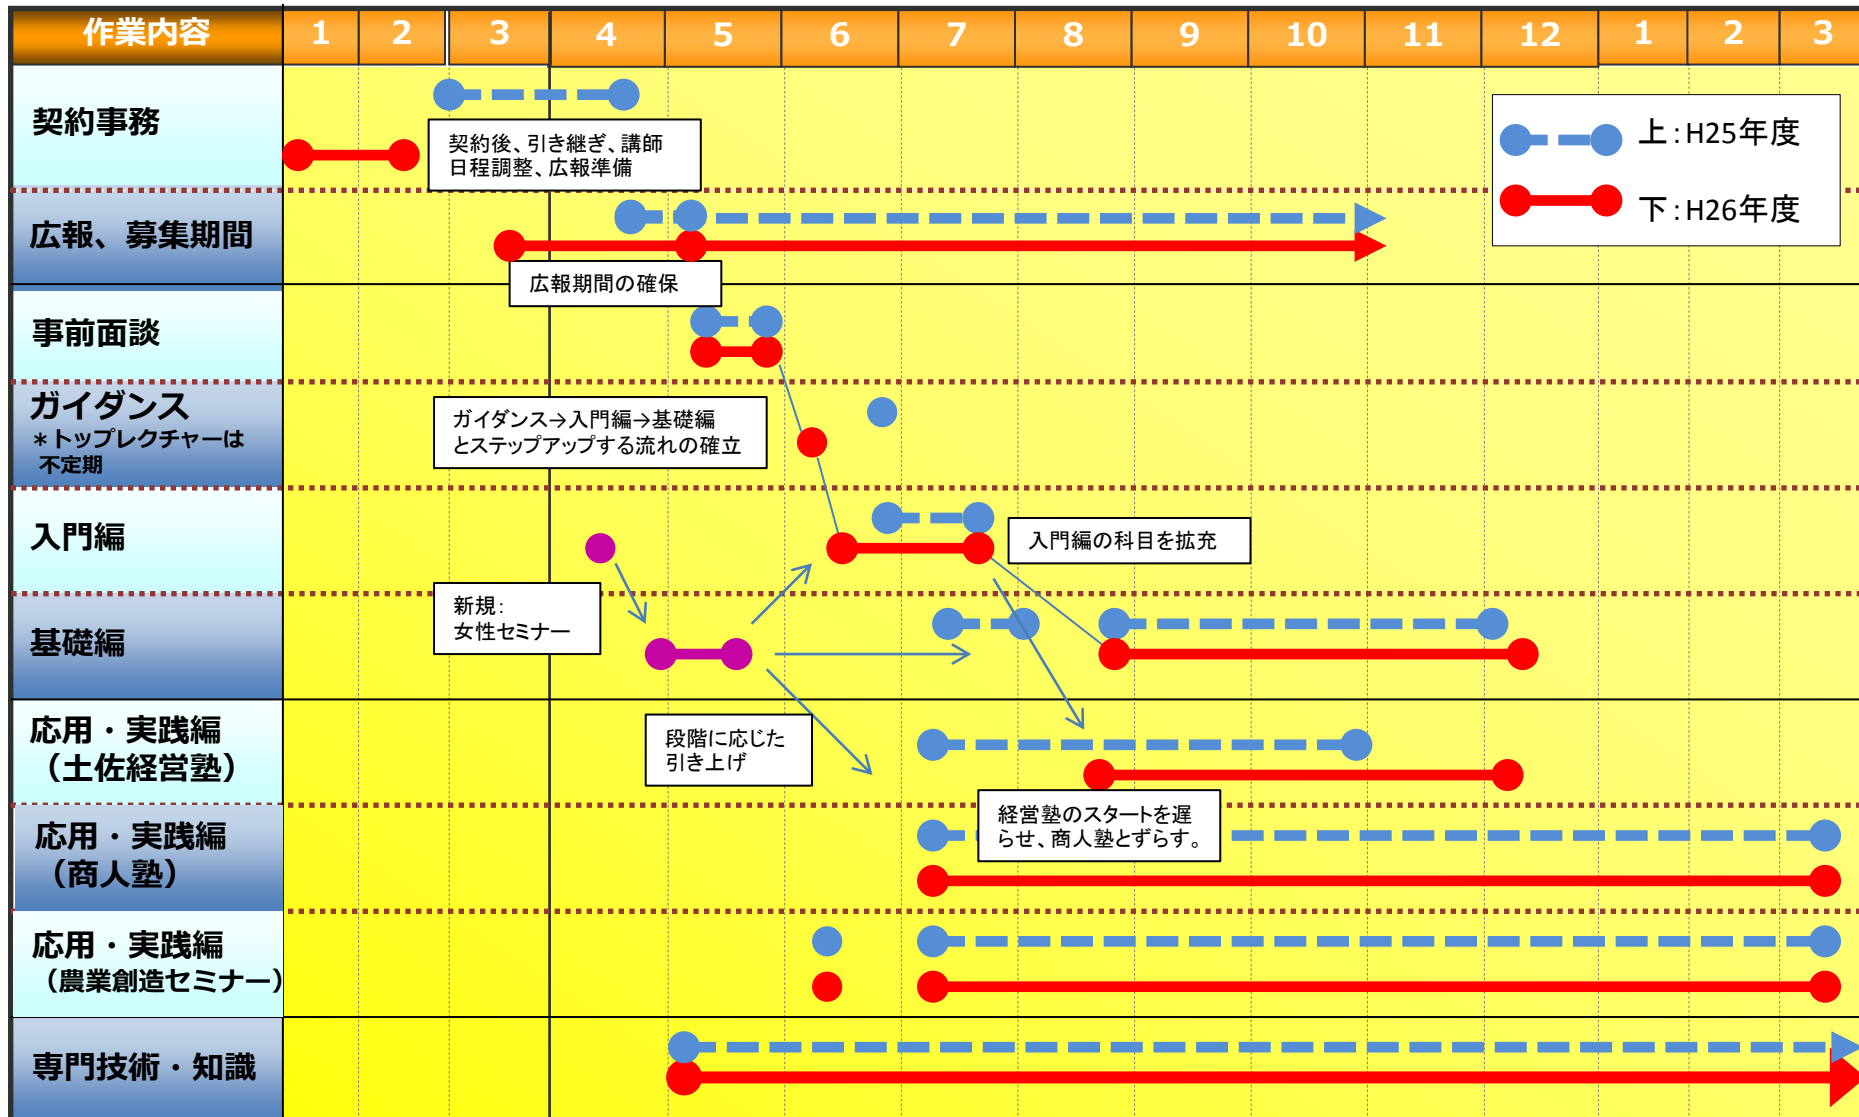 作業内容 1 2 3 4 5 6 7 8 9 10 11 12 1 2 3
契約事務
契約後、引き継ぎ、講師
日程調整、広報準備
上：H25年度
下：H26年度
広報、募集期間
広報期間の確保
事前面談
ガイダンス
＊トップレクチャーは
不定期
ガイダンス→入門編→基礎編
とステップアップする流れの確立
入門編
入門編の科目を拡充
基礎編
新規：
女性セミナー
応用・実践編
（土佐経営塾）
段階に応じた
引き上げ
応用・実践編
（商人塾）
経営塾のスタートを遅
らせ、商人塾とずらす。
応用・実践編
（農業創造セミナー）
専門技術・知識